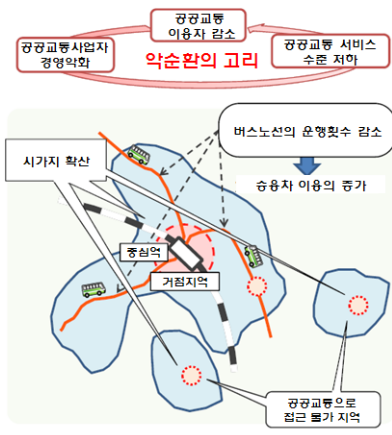 공공교통
이용자 감소
공공교통사업자
경영악화
악순환의 고리
공공교통 서비스
수준 저하
버스노선의 운행횟수 감소
시가지 확산
승용차 이용의 증가
중심역
거점지역
공공교통으로
접근 불가 지역